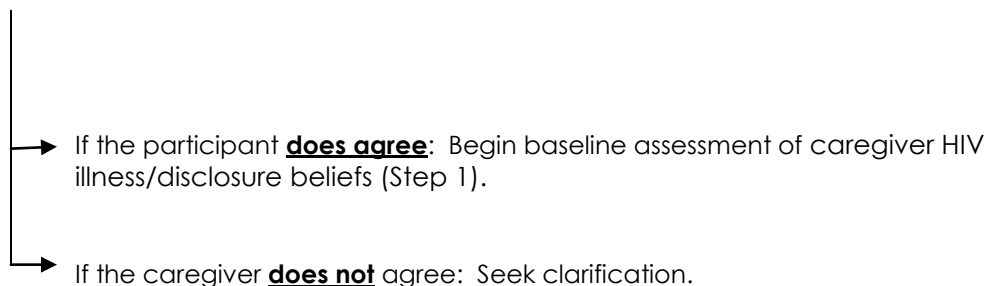 If the participant does agree: Begin baseline assessment of caregiver HIV
illness/disclosure beliefs (Step 1).
If the caregiver does not agree: Seek clarification.